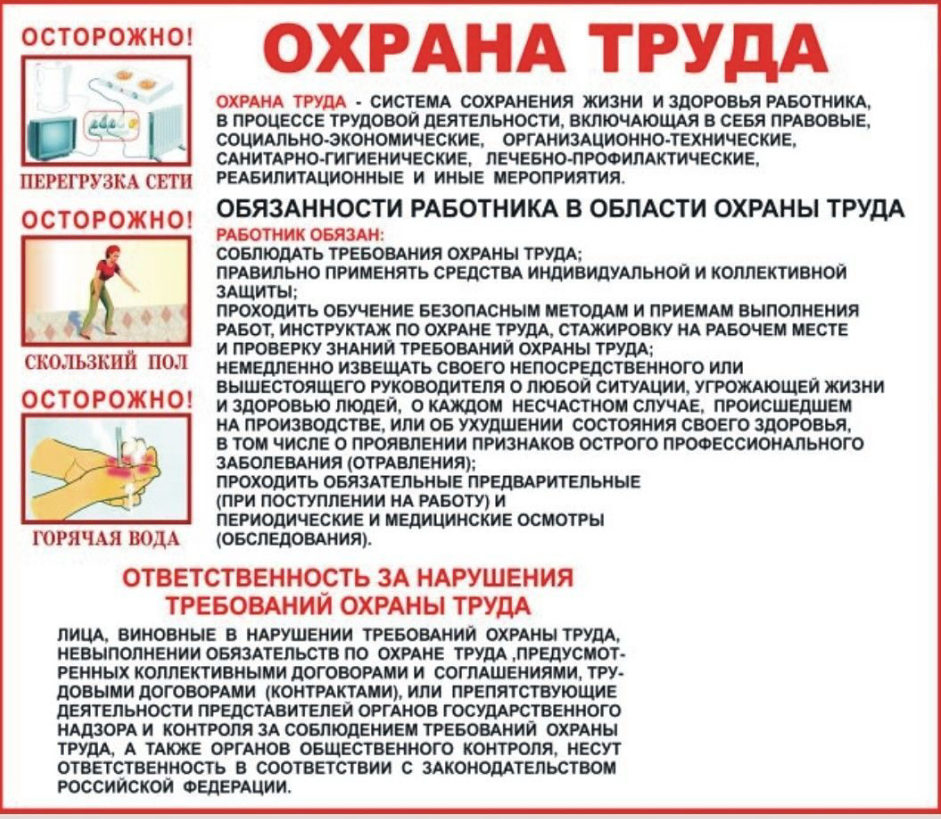 ОХРАНА ТРУДА
ОСТОРОЖНО!
ПЕРЕГРУЗКА СЕТИ
ОСТОРОЖНО!
СКОЛЬЗКИЙ ПОЛ
ОСТОРОЖНО!
ГОРЯЧАЯ ВОДА
ОХРАНА ТРУДА - СИСТЕМА СОХРАНЕНИЯ ЖИЗНИ И ЗДОРОВЬЯ РАБОТНИКА,
В ПРОЦЕССЕ ТРУДОВОЙ ДЕЯТЕЛЬНОСТИ, ВКЛЮЧАЮЩАЯ В СЕБЯ ПРАВОВЫЕ,
СОЦИАЛЬНО-ЭКОНОМИЧЕСКИЕ, ОРГАНИЗАЦИОННО-ТЕХНИЧЕСКИЕ,
САНИТАРНО-ГИГИЕНИЧЕСКИЕ, ЛЕЧЕБНО-ПРОФИЛАКТИЧЕСКИЕ,
РЕАБИЛИТАЦИОННЫЕ И ИНЫЕ МЕРОПРИЯТИЯ.
ОБЯЗАННОСТИ РАБОТНИКА В ОБЛАСТИ ОХРАНЫ ТРУДА
РАБОТНИК ОБЯЗАН:
СОБЛЮДАТЬ ТРЕБОВАНИЯ ОХРАНЫ ТРУДА;
ПРАВИЛЬНО ПРИМЕНЯТЬ СРЕДСТВА ИНДИВИДУАЛЬНОЙ И КОЛЛЕКТИВНОЙ
ЗАЩИТЫ;
ПРОХОДИТЬ ОБУЧЕНИЕ БЕЗОПАСНЫМ МЕТОДАМ И ПРИЕМАМ ВЫПОЛНЕНИЯ
РАБОТ, ИНСТРУКТАЖ ПО ОХРАНЕ ТРУДА, СТАЖИРОВКУ НА РАБОЧЕМ МЕСТЕ
И ПРОВЕРКУ ЗНАНИЙ ТРЕБОВАНИЙ ОХРАНЫ ТРУДА;
НЕМЕДЛЕННО ИЗВЕЩАТЬ СВОЕГО НЕПОСРЕДСТВЕННОГО ИЛИ
ВЫШЕСТОЯЩЕГО РУКОВОДИТЕЛЯ О ЛЮБОЙ СИТУАЦИИ, УГРОЖАЮЩЕЙ ЖИЗНИ
И ЗДОРОВЬЮ ЛЮДЕЙ, О КАЖДОМ НЕСЧАСТНОМ СЛУЧАЕ, ПРОИСШЕДШЕМ
НА ПРОИЗВОДСТВЕ, ИЛИ ОБ УХУДШЕНИИ СОСТОЯНИЯ СВОЕГО ЗДОРОВЬЯ,
В ТОМ ЧИСЛЕ О ПРОЯВЛЕНИИ ПРИЗНАКОВ ОСТРОГО ПРОФЕССИОНАЛЬНОГО
ЗАБОЛЕВАНИЯ (ОТРАВЛЕНИЯ);
ПРОХОДИТЬ ОБЯЗАТЕЛЬНЫЕ ПРЕДВАРИТЕЛЬНЫЕ
(ПРИ ПОСТУПЛЕНИИ НА РАБОТУ) И
ПЕРИОДИЧЕСКИЕ И МЕДИЦИНСКИЕ ОСМОТРЫ
(ОБСЛЕДОВАНИЯ).
ОТВЕТСТВЕННОСТЬ ЗА НАРУШЕНИЯ
ТРЕБОВАНИЙ ОХРАНЫ ТРУДА
ЛИЦА, ВИНОВНЫЕ В НАРУШЕНИИ ТРЕБОВАНИЙ ОХРАНЫ ТРУДА,
НЕВЫПОЛНЕНИИ ОБЯЗАТЕЛЬСТВ ПО ОХРАНЕ ТРУДА ,ПРЕДУСМОТ-
РЕННЫХ КОЛЛЕКТИВНЫМИ ДОГОВОРАМИ И СОГЛАШЕНИЯМИ, ТРУ-
ДОВЫМИ ДОГОВОРАМИ (КОНТРАКТАМИ), ИЛИ ПРЕПЯТСТВУЮЩИЕ
ДЕЯТЕЛЬНОСТИ ПРЕДСТАВИТЕЛЕЙ ОРГАНОВ ГОСУДАРСТВЕННОГО
НАДЗОРА И КОНТРОЛЯ ЗА СОБЛЮДЕНИЕМ ТРЕБОВАНИЙ ОХРАНЫ
ТРУДА, А ТАКЖЕ ОРГАНОВ ОБЩЕСТВЕННОГО КОНТРОЛЯ, НЕСУТ
ОТВЕТСТВЕННОСТЬ В СООТВЕТСТВИИ С ЗАКОНОДАТЕЛЬСТВОМ
РОССИЙСКОЙ ФЕДЕРАЦИИ.